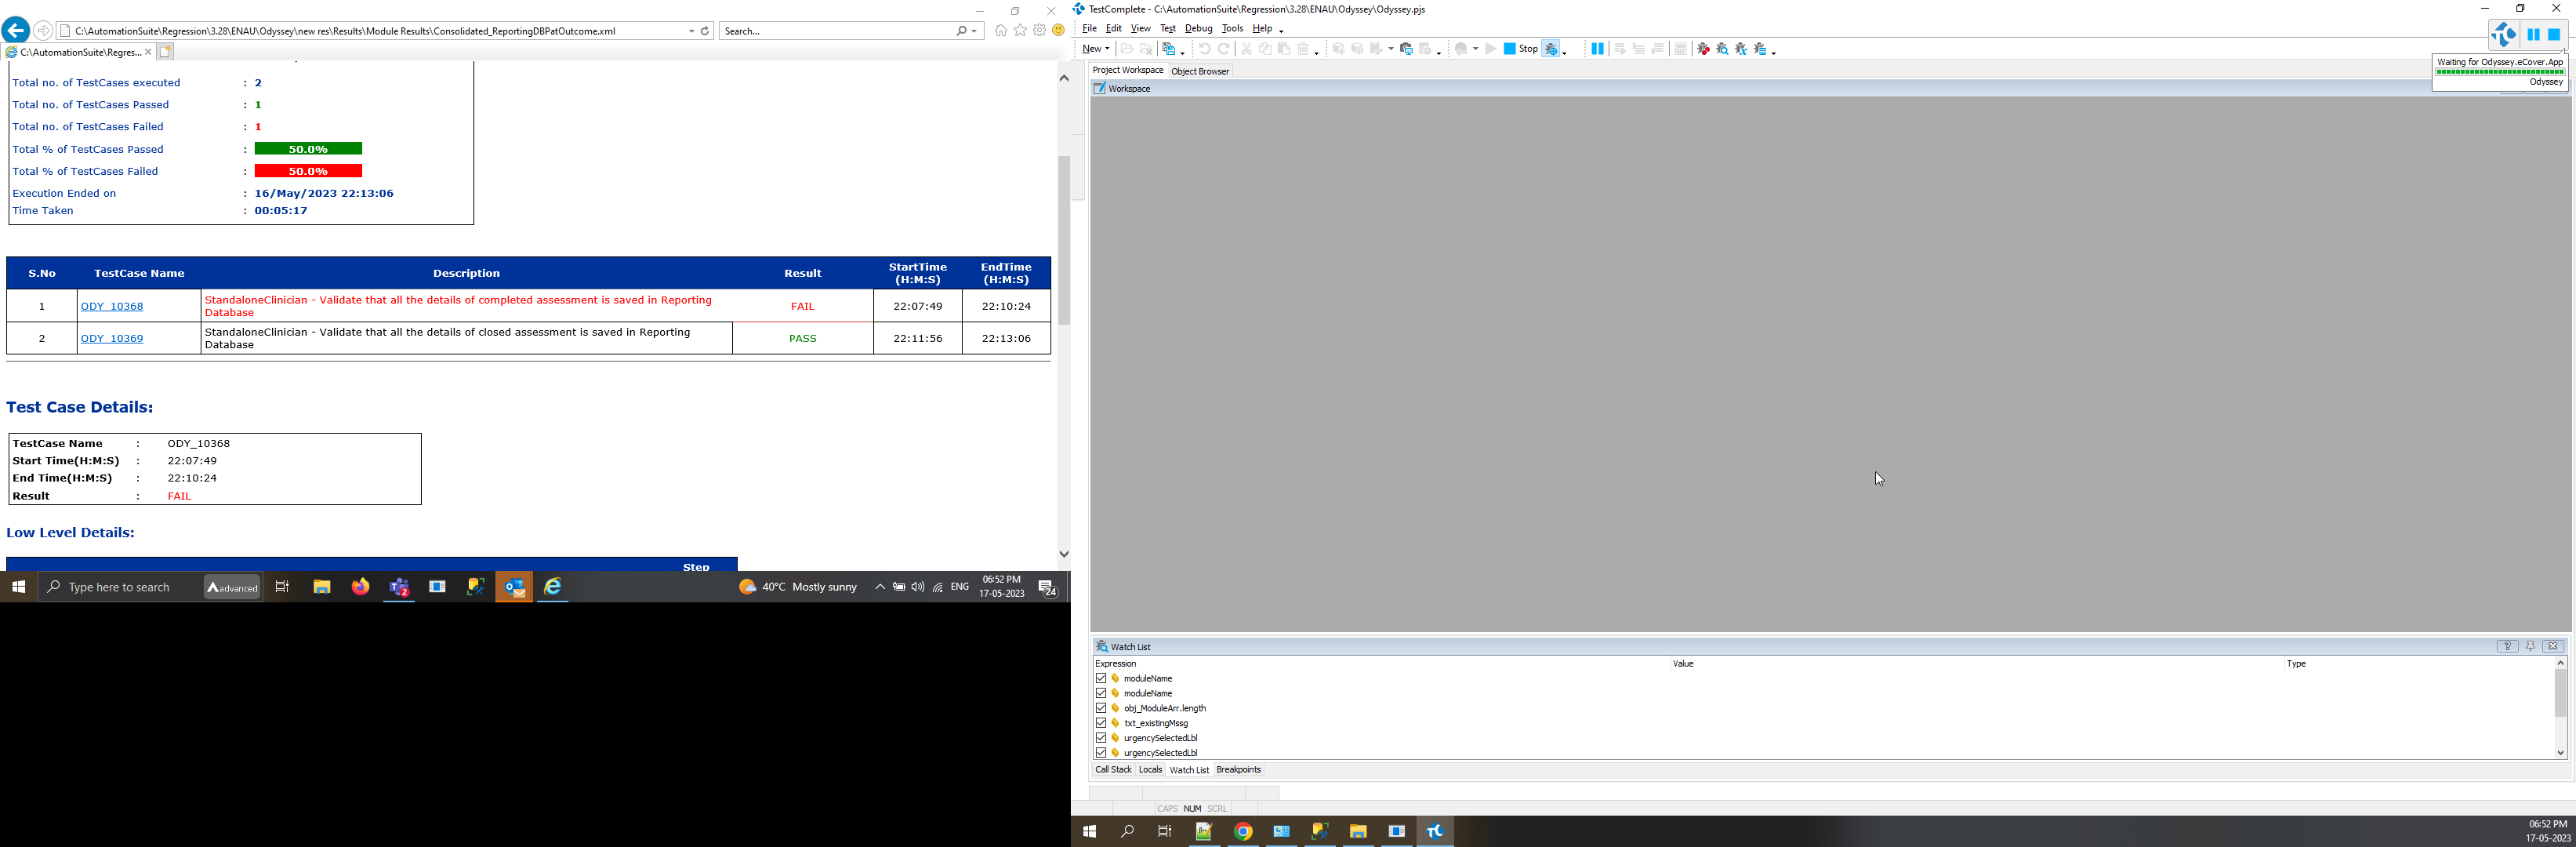 C:\AutomationSuite\Regression\3.28\ENAU\Odyssey\new res\Results\Module Results\Consolidated_ReportingDBPatOutcome.xml
Search...
C:\AutomationSuite\Regres...
Total no. of TestCases executed : 2
Total no. of TestCases Passed : 1
Total no. of TestCases Failed : 1
Total % of TestCases Passed : 50.0%
Total % of TestCases Failed : 50.0%
Execution Ended on : 16/May/2023 22:13:06
Time Taken : 00:05:17
S.No TestCase Name Description Result StartTime (H:M:S) EndTime (H:M:S)
1 ODY_10368 StandaloneClinician - Validate that all the details of completed assessment is saved in Reporting Database FAIL 22:07:49 22:10:24
2 ODY_10369 StandaloneClinician - Validate that all the details of closed assessment is saved in Reporting Database PASS 22:11:56 22:13:06
Test Case Details:
TestCase Name : ODY_10368
Start Time(H:M:S) : 22:07:49
End Time(H:M:S) : 22:10:24
Result : FAIL
Low Level Details:
Step
Type here to search
advanced
2
40°C Mostly sunny
ENG
06:52 PM
17-05-2023
24
TestComplete - C:\AutomationSuite\Regression\3.28\ENAU\Odyssey\Odyssey.pjs
File Edit View Test Debug Tools Help
New
Stop
Waiting for Odyssey.eCover.App
Odyssey
Project Workspace Object Browser
Workspace
Watch List
Expression Value Type
moduleName
moduleName
obj_ModuleArr.length
txt_existingMssg
urgencySelectedLbl
urgencySelectedLbl
Call Stack Locals Watch List Breakpoints
CAPS NUM SCRL
06:52 PM
17-05-2023